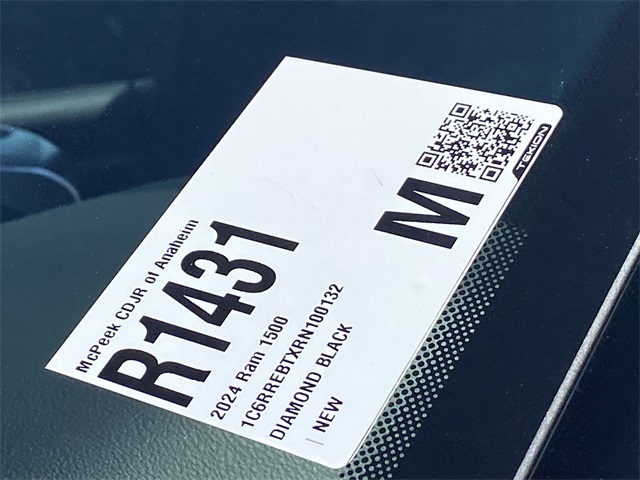 McPeek CDJR of Anaheim
R1431
2024 Ram 1500
1C6RREBTXRN100132
DIAMOND BLACK
| NEW
M
TEKION